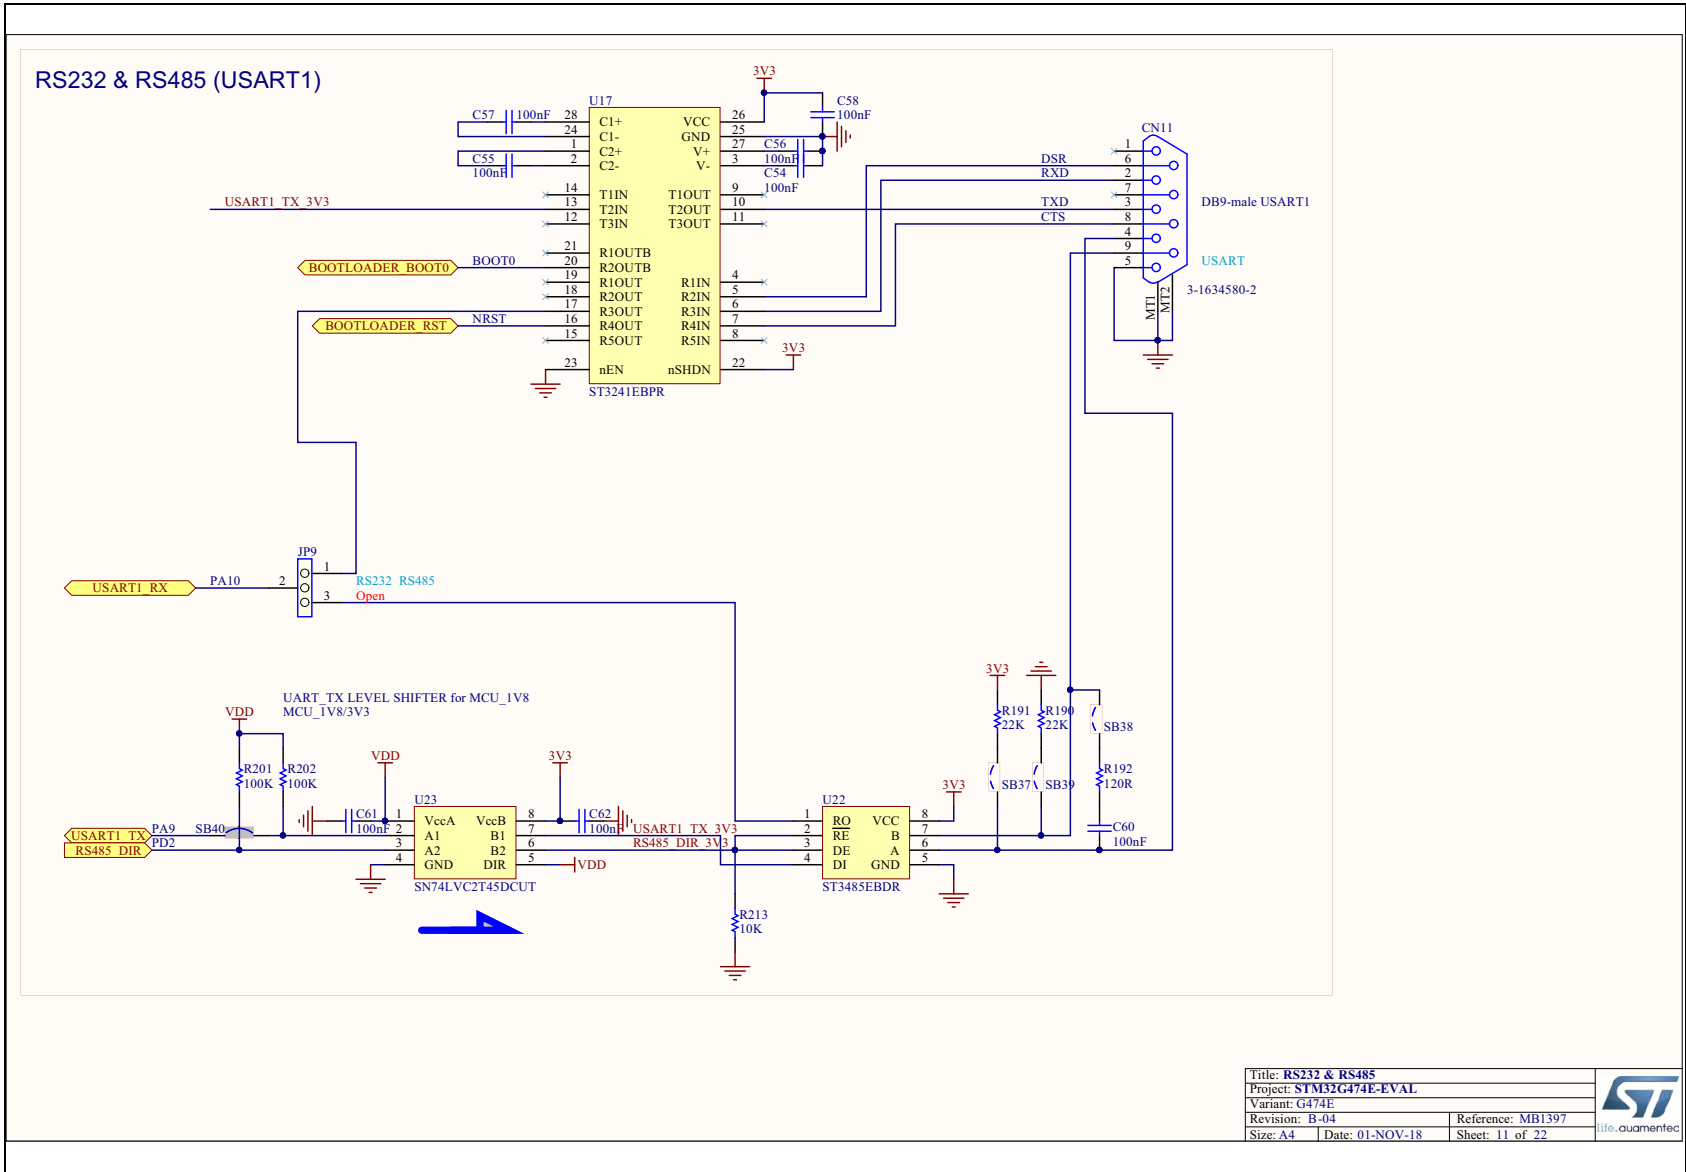 RS232 & RS485 (USART1)
3V3
U17
C57
100nF
C55
100nF
28 C1+
24 C1-
1 C2+
2 C2-
14 T1IN
13 T2IN
12 T3IN
21 R1OUTB
20 R2OUTB
19 R1OUT
18 R2OUT
17 R3OUT
16 R4OUT
15 R5OUT
23 nEN
VCC 26
GND 25
V+ 27
V- 3
T1OUT 9
T2OUT 10
T3OUT 11
R1IN 4
R2IN 5
R3IN 6
R4IN 7
R5IN 8
nSHDN 22
ST3241EBPR
C58
100nF
C56
100nF
C54
100nF
3V3
USART1_TX_3V3
BOOTLOADER_BOOT0
BOOT0
BOOTLOADER_RST
NRST
DSR
RXD
TXD
CTS
CN11
1
6
2
7
3
8
4
9
5
DB9-male USART1
USART
3-1634580-2
MT1
MT2
JP9
1
2
3
USART1_RX
PA10
RS232 RS485
Open
UART_TX LEVEL SHIFTER for MCU_1V8
MCU_1V8/3V3
VDD
R201
100K
R202
100K
VDD
3V3
C61
100nF
C62
100nF
USART1_TX
PA9
SB40
RS485_DIR
PD2
U23
1 VccA VccB 8
2 A1 B1 7
3 A2 B2 6
4 GND DIR 5
VDD
SN74LVC2T45DCUT
USART1_TX_3V3
RS485_DIR_3V3
R213
10K
U22
1 RO VCC 8
2 RE B 7
3 DE A 6
4 DI GND 5
ST3485EBDR
3V3
3V3
R191
22K
R190
22K
SB37
SB39
SB38
R192
120R
C60
100nF
Title: RS232 & RS485
Project: STM32G474E-EVAL
Variant: G474E
Revision: B-04 Reference: MB1397
Size: A4 Date: 01-NOV-18 Sheet: 11 of 22
ST
life.augmented